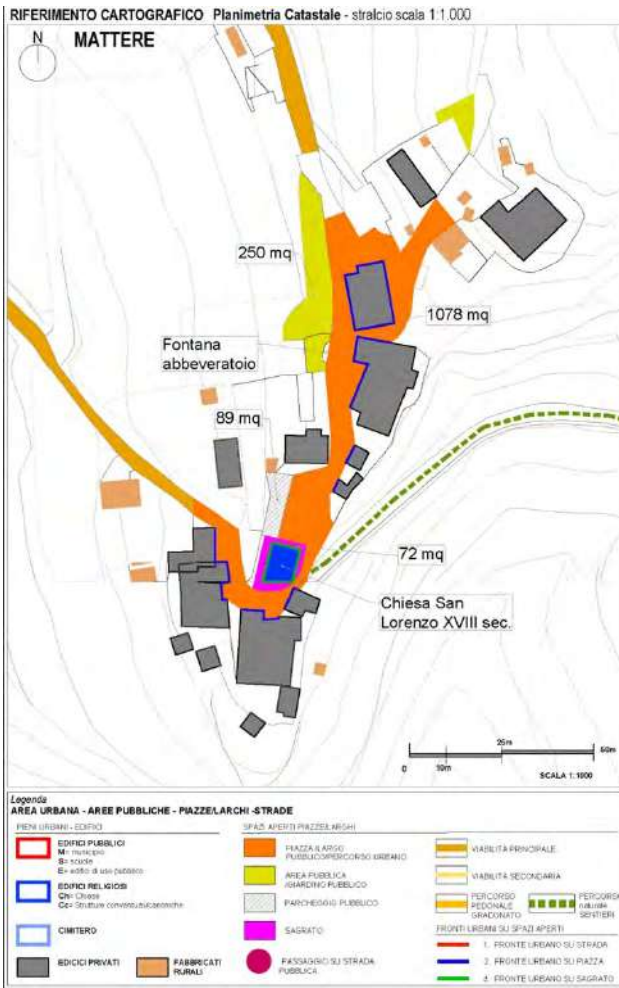 RIFERIMENTO CARTOGRAFICO Planimetria Catastale - stralcio scala 1:1.000
N
MATTERE
250 mq
1078 mq
Fontana
abbeveratoio
89 mq
72 mq
Chiesa San
Lorenzo XVIII sec.
25m
0 10m 50m
SCALA 1:1000
Legenda
AREA URBANA - AREE PUBBLICHE - PIAZZE/LARCHI -STRADE
PIENI URBANI - EDIFICI
EDIFICI PUBBLICI
M= municipio
S= scuole
E= edifici di uso pubblico
EDIFICI RELIGIOSI
Ch= Chiese
CIMITERO
EDICICI PRIVATI
FABBRICATI
RURALI
SPAZI APERTI PIAZZE/LARGHI
PIAZZA/LARGO
PUBBLICO/PERCORSO URBANO
AREA PUBBLICA
/GIARDINO PUBBLICO
PARCHEGGIO PUBBLICO
SAGRATO
PASSAGGIO SU STRADA
PUBBLICA
VIABILITÀ PRINCIPALE
VIABILITÀ SECONDARIA
PERCORSO
PEDONALE
GRADONATO
PERCORSO
naturale
SENTIERI
FRONTI URBANI SU SPAZI APERTI
1. FRONTE URBANO SU STRADA
2. FRONTE URBANO SU PIAZZA
FRONTE URBANO SU SAGRATO